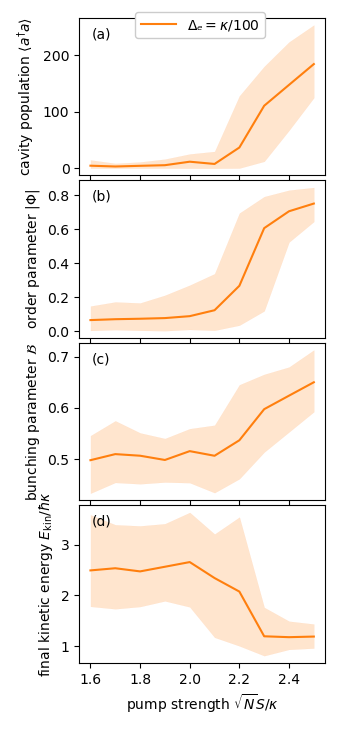 Δₑ = κ/100
(a)
cavity population ⟨a†a⟩
200
100
0
(b)
order parameter |Φ|
0.8
0.6
0.4
0.2
0.0
(c)
bunching parameter ℬ
0.7
0.6
0.5
(d)
final kinetic energy E_kin/ℏκ
3
2
1
1.6 1.8 2.0 2.2 2.4
pump strength √NS/κ